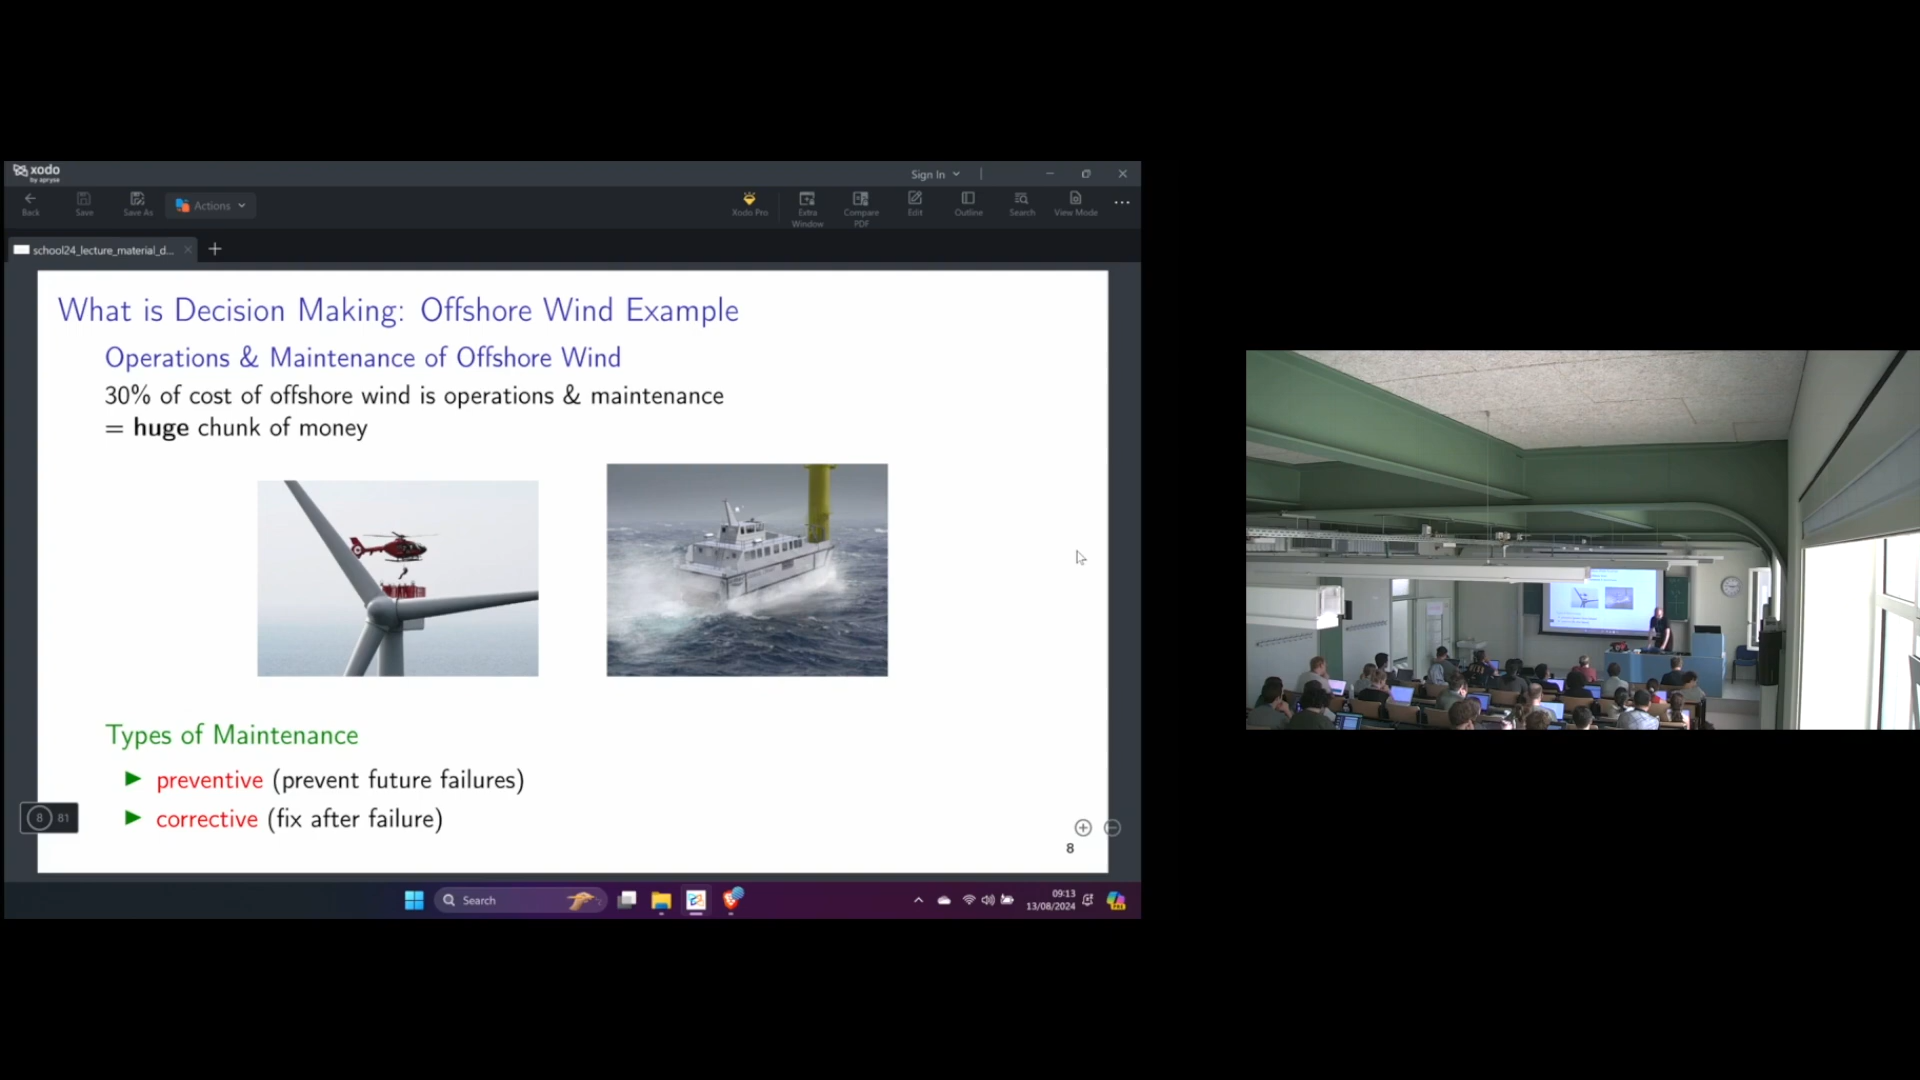 xodo
by apryse
Sign In
Back
Save
Save As
Actions
Xodo Pro
Extra
Window
Compare
PDF
Edit
Outline
Search
View Mode
school24_lecture_material_d...
What is Decision Making: Offshore Wind Example
Operations & Maintenance of Offshore Wind
30% of cost of offshore wind is operations & maintenance
= huge chunk of money
Types of Maintenance
▶ preventive (prevent future failures)
▶ corrective (fix after failure)
8 81
8
Search
09:13
13/08/2024